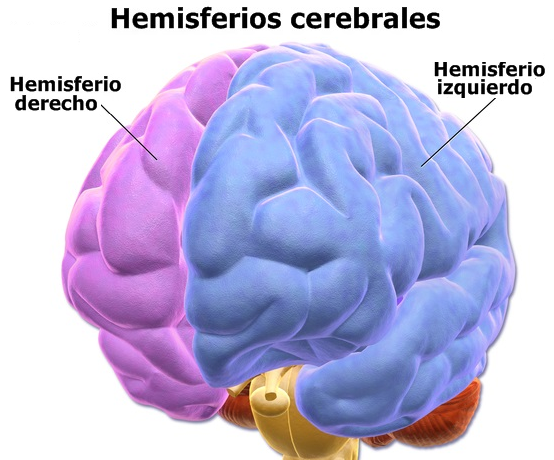 Hemisferios cerebrales
Hemisferio
derecho
Hemisferio
izquierdo